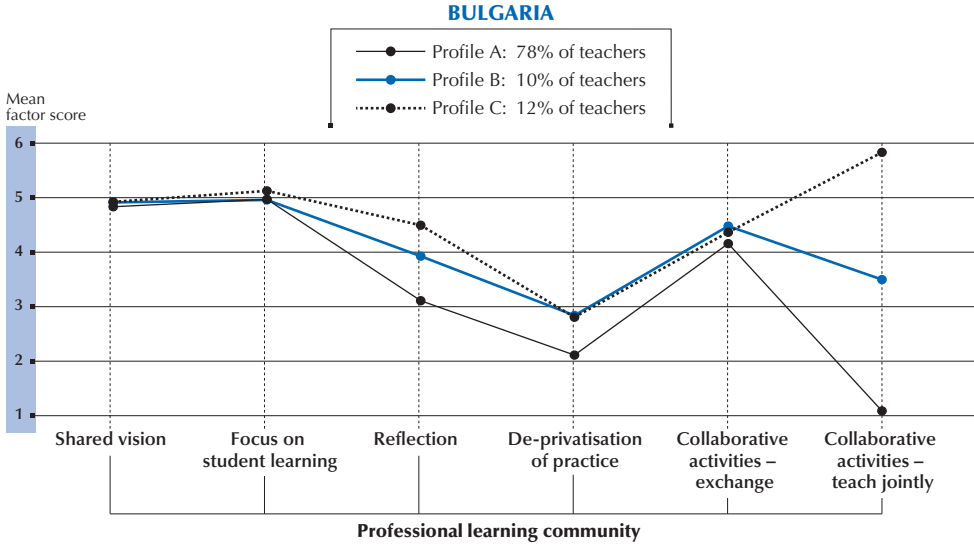 BULGARIA
Profile A: 78% of teachers
Profile B: 10% of teachers
Profile C: 12% of teachers
Mean
factor score
6
5
4
3
2
1
Shared vision
Focus on
student learning
Reflection
De-privatisation
of practice
Collaborative
activities –
exchange
Collaborative
activities –
teach jointly
Professional learning community